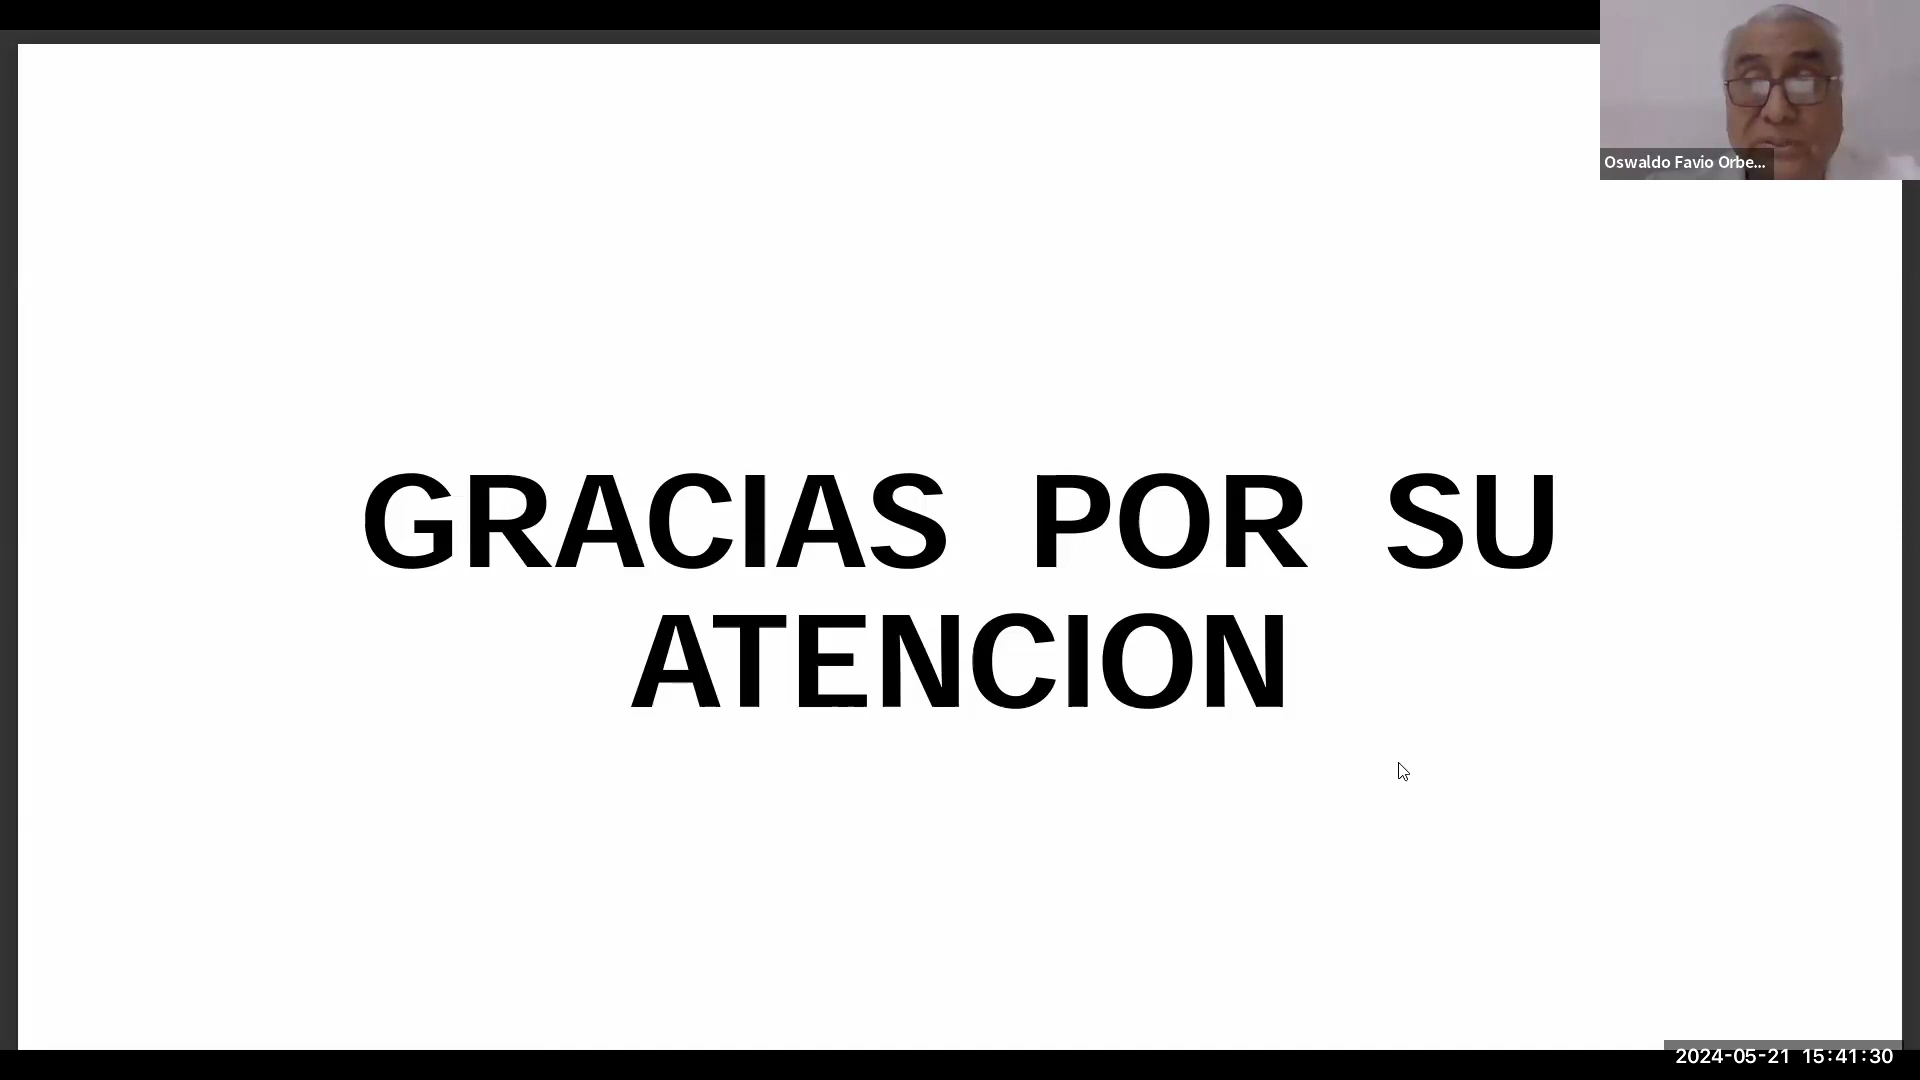 Oswaldo Favio Orbe...
GRACIAS POR SU
ATENCION
2024-05-21 15:41:30